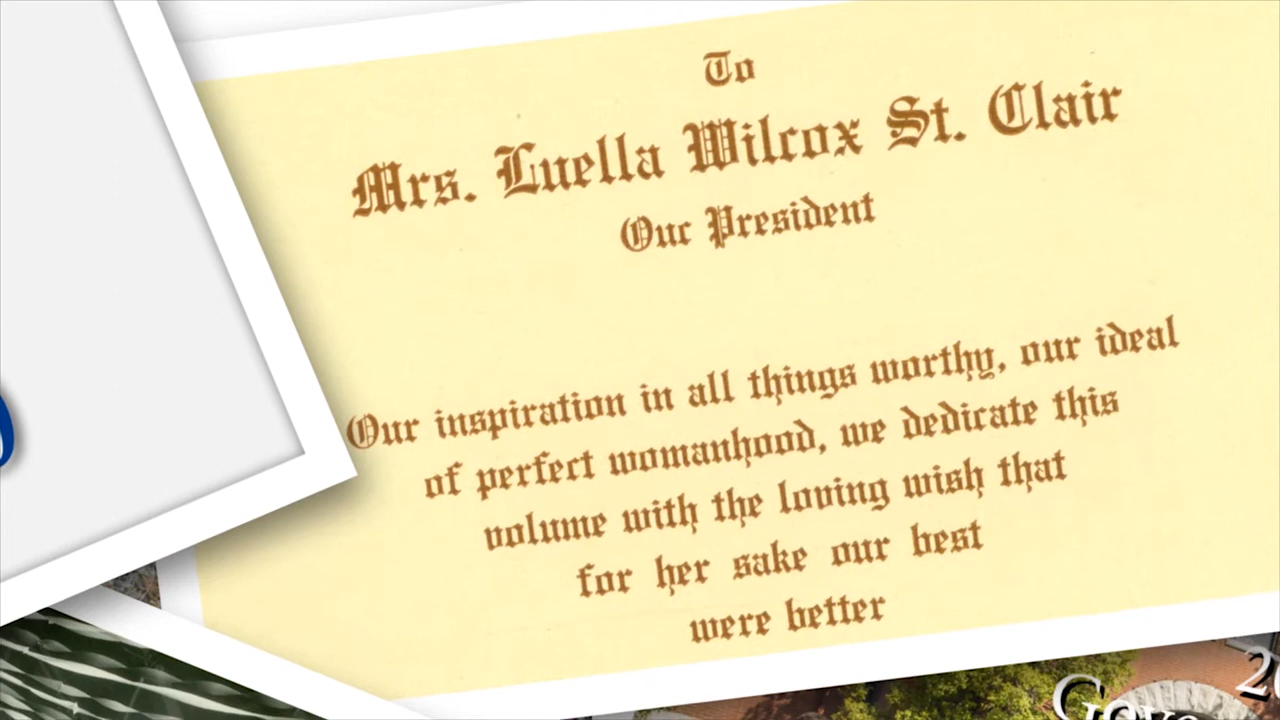 To
Mrs. Luella Wilcox St. Clair
Our President
Our inspiration in all things worthy, our ideal
of perfect womanhood, we dedicate this
volume with the loving wish that
for her sake our best
were better